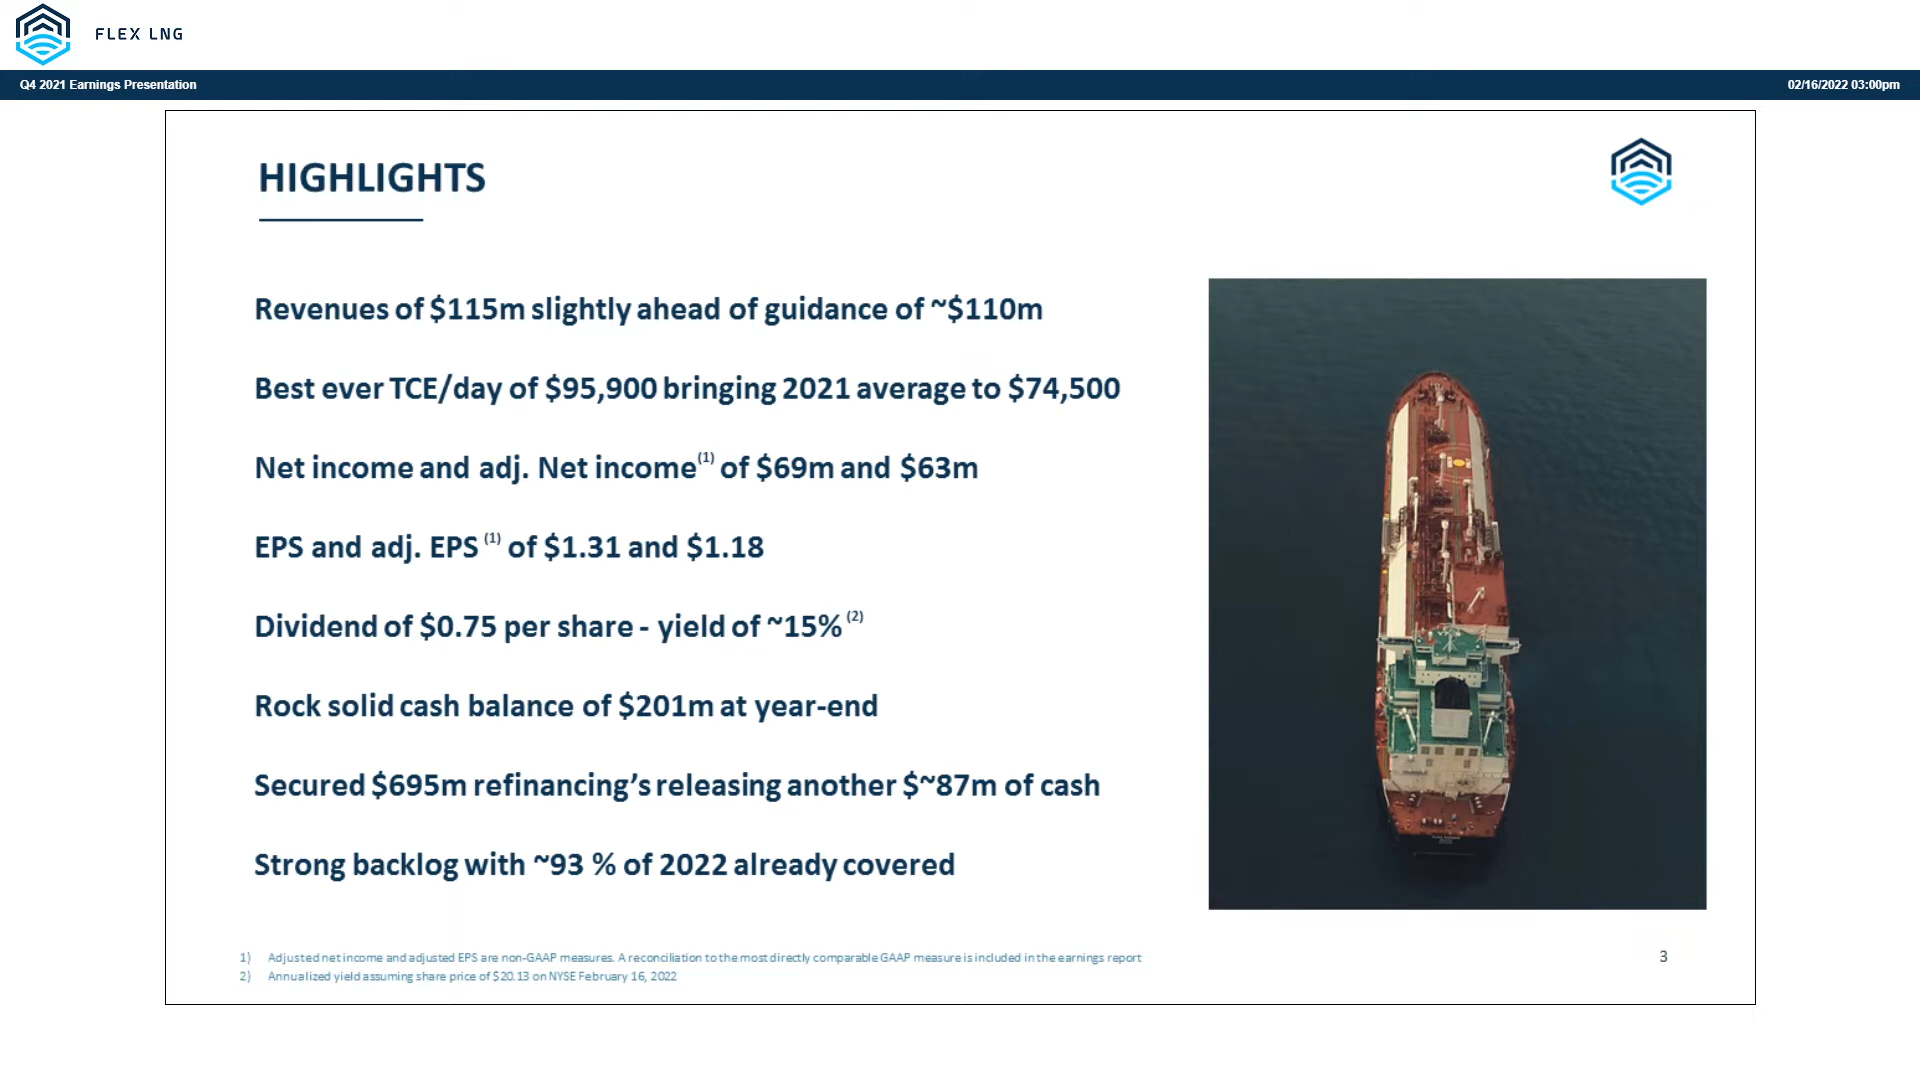 FLEX LNG
Q4 2021 Earnings Presentation
02/16/2022 03:00pm
HIGHLIGHTS
Revenues of $115m slightly ahead of guidance of ~$110m
Best ever TCE/day of $95,900 bringing 2021 average to $74,500
Net income and adj. Net income(1) of $69m and $63m
EPS and adj. EPS (1) of $1.31 and $1.18
Dividend of $0.75 per share - yield of ~15% (2)
Rock solid cash balance of $201m at year-end
Secured $695m refinancing’s releasing another $~87m of cash
Strong backlog with ~93 % of 2022 already covered
1) Adjusted net income and adjusted EPS are non-GAAP measures. A reconciliation to the most directly comparable GAAP measure is included in the earnings report
2) Annualized yield assuming share price of $20.13 on NYSE February 16, 2022
3